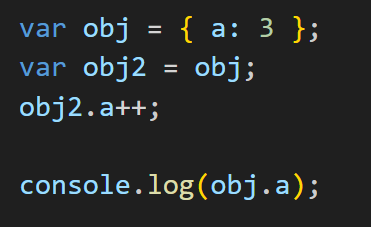 var obj = { a: 3 };
var obj2 = obj;
obj2.a++;
console.log(obj.a);